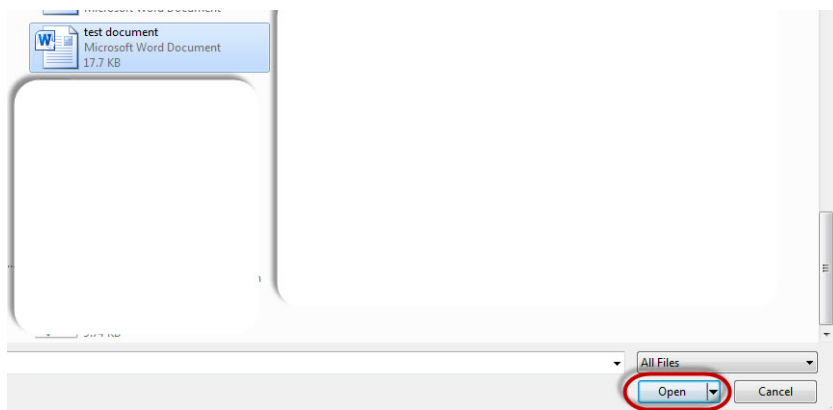 Microsoft Word Document
test document
Microsoft Word Document
17.7 KB
All Files
Open
Cancel